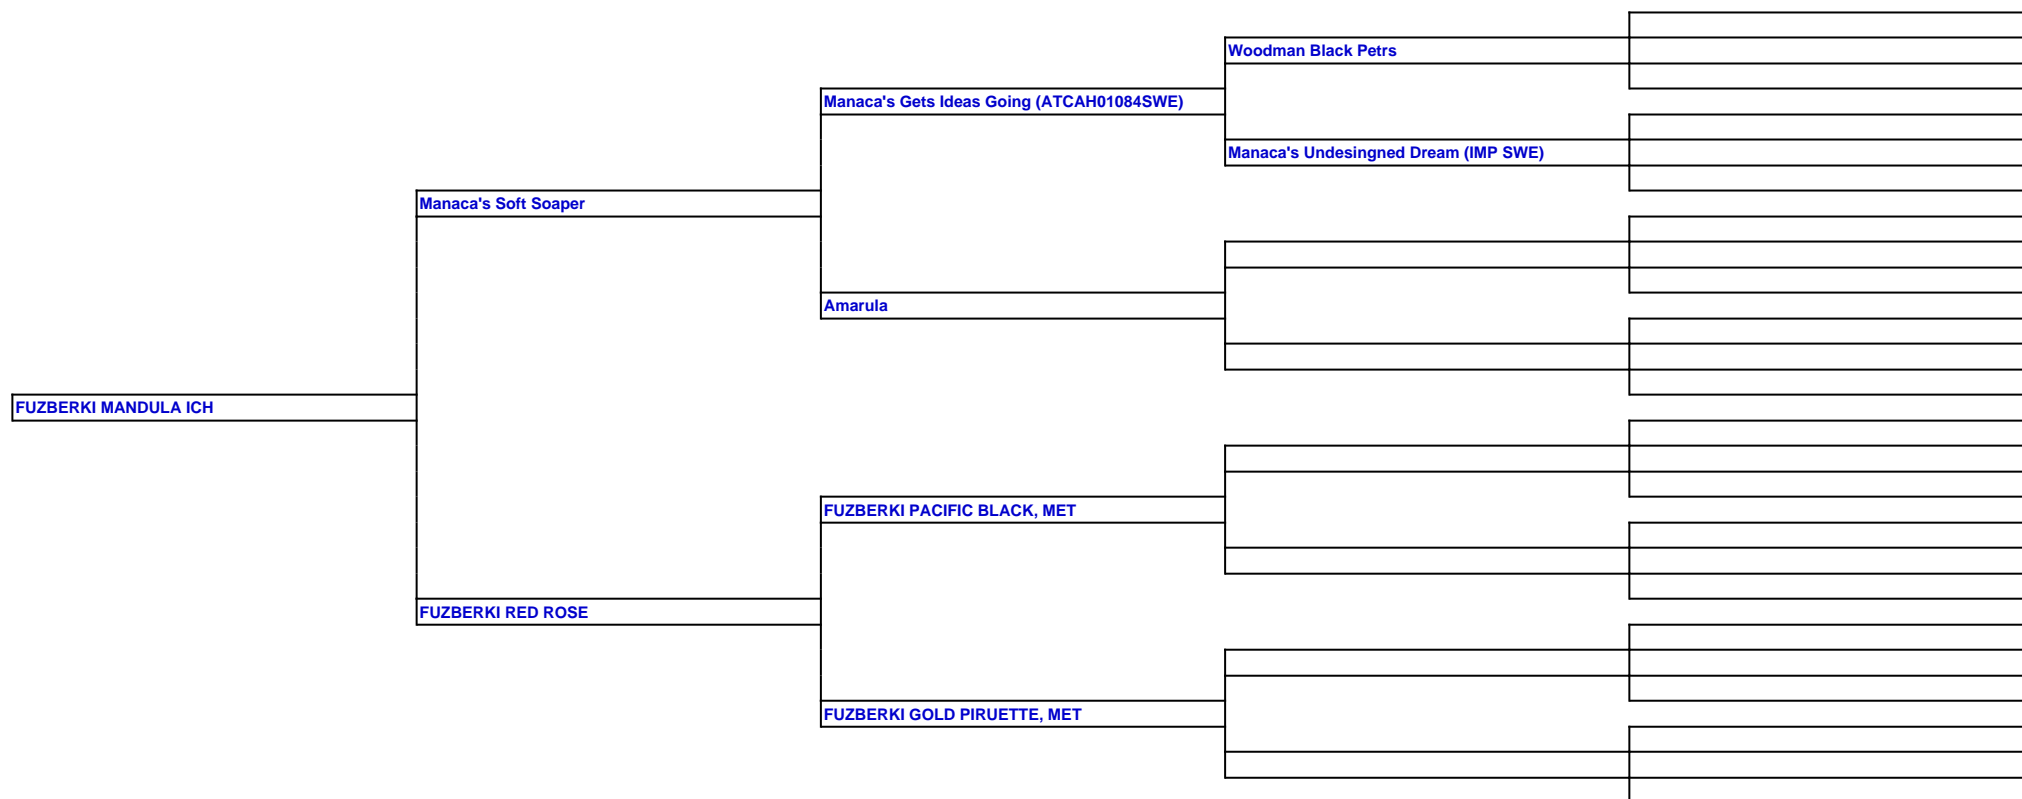 Woodman Black Petrs
Manaca's Gets Ideas Going (ATCAH01084SWE)
Manaca's Undesingned Dream (IMP SWE)
Manaca's Soft Soaper
Amarula
FUZBERKI MANDULA ICH
FUZBERKI PACIFIC BLACK, MET
FUZBERKI RED ROSE
FUZBERKI GOLD PIRUETTE, MET